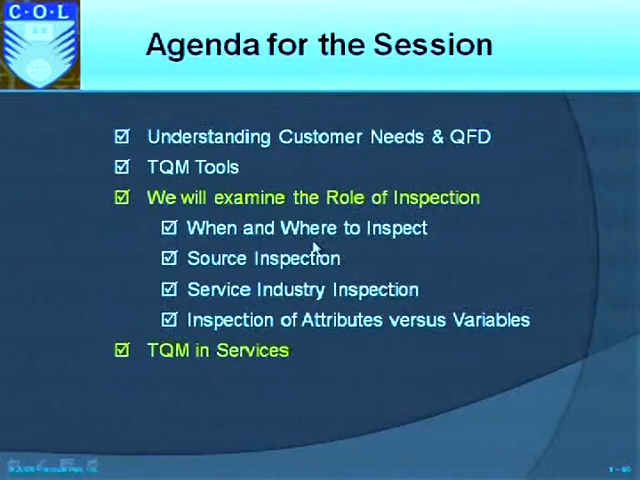 C·O·L
Agenda for the Session
Understanding Customer Needs & QFD
TQM Tools
We will examine the Role of Inspection
When and Where to Inspect
Source Inspection
Service Industry Inspection
Inspection of Attributes versus Variables
TQM in Services